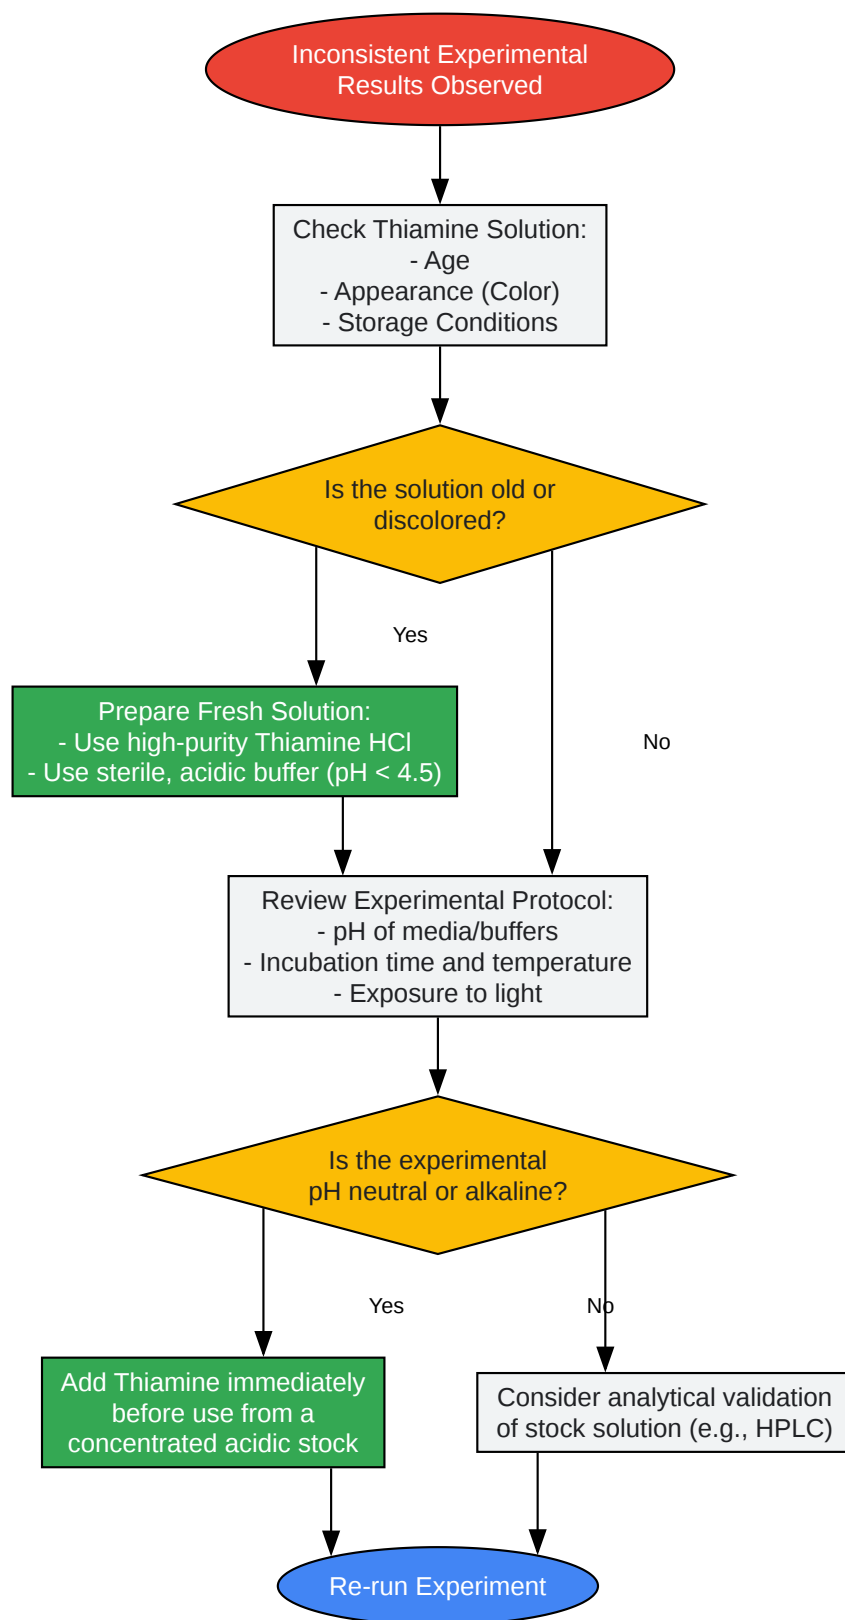 Inconsistent Experimental
Results Observed
Check Thiamine Solution:
- Age
- Appearance (Color)
- Storage Conditions
Is the solution old or
discolored?
Yes
Prepare Fresh Solution:
- Use high-purity Thiamine HCl
- Use sterile, acidic buffer (pH < 4.5)
No
Review Experimental Protocol:
- pH of media/buffers
- Incubation time and temperature
- Exposure to light
Is the experimental
pH neutral or alkaline?
Yes
No
Add Thiamine immediately
before use from a
concentrated acidic stock
Consider analytical validation
of stock solution (e.g., HPLC)
Re-run Experiment